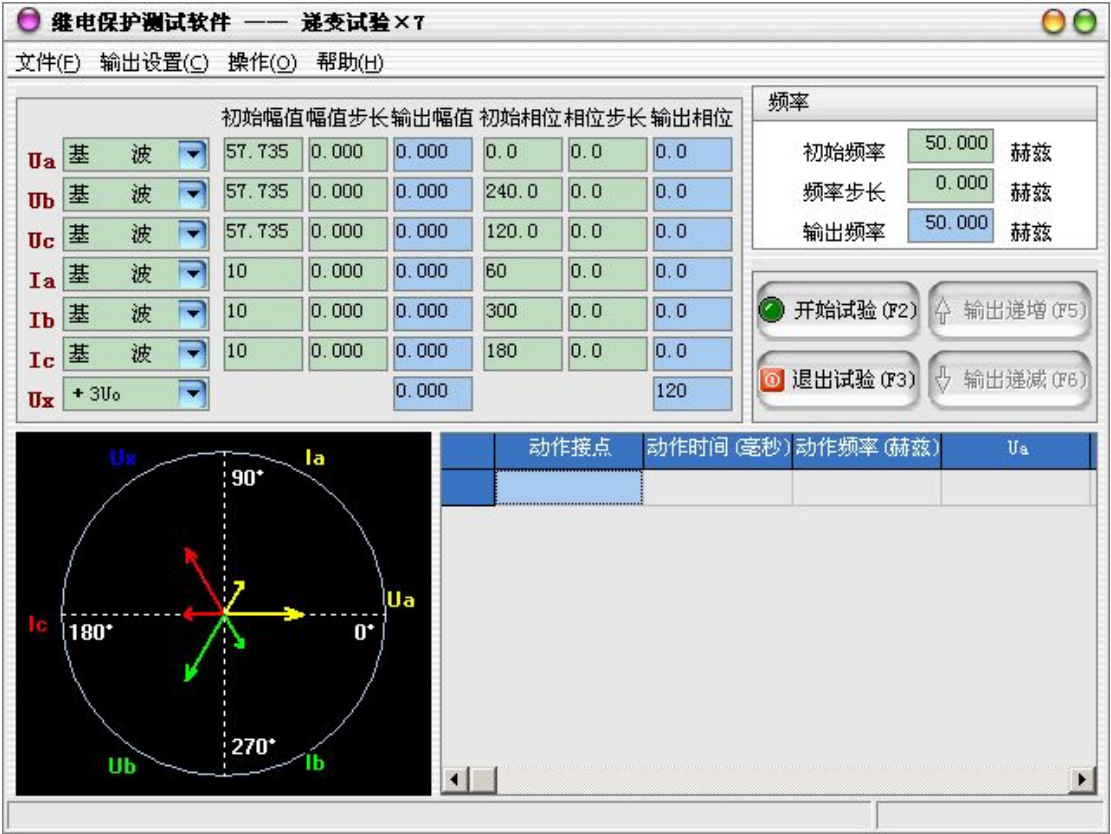 继电保护测试软件 —— 递变试验×7
文件(F) 输出设置(C) 操作(O) 帮助(H)
初始幅值 幅值步长 输出幅值 初始相位 相位步长 输出相位
Ua 基 波 57.735 0.000 0.000 0.0 0.0 0.0
Ub 基 波 57.735 0.000 0.000 240.0 0.0 0.0
Uc 基 波 57.735 0.000 0.000 120.0 0.0 0.0
Ia 基 波 10 0.000 0.000 60 0.0 0.0
Ib 基 波 10 0.000 0.000 300 0.0 0.0
Ic 基 波 10 0.000 0.000 180 0.0 0.0
Ux + 3U₀ 0.000 120
频率
初始频率 50.000 赫兹
频率步长 0.000 赫兹
输出频率 50.000 赫兹
开始试验(F2) 输出递增(F5)
退出试验(F3) 输出递减(F6)
Ux Ia
90°
Ua
Ic 180° 0°
270°
Ub Ib
动作接点 动作时间(毫秒) 动作频率(赫兹) Ua